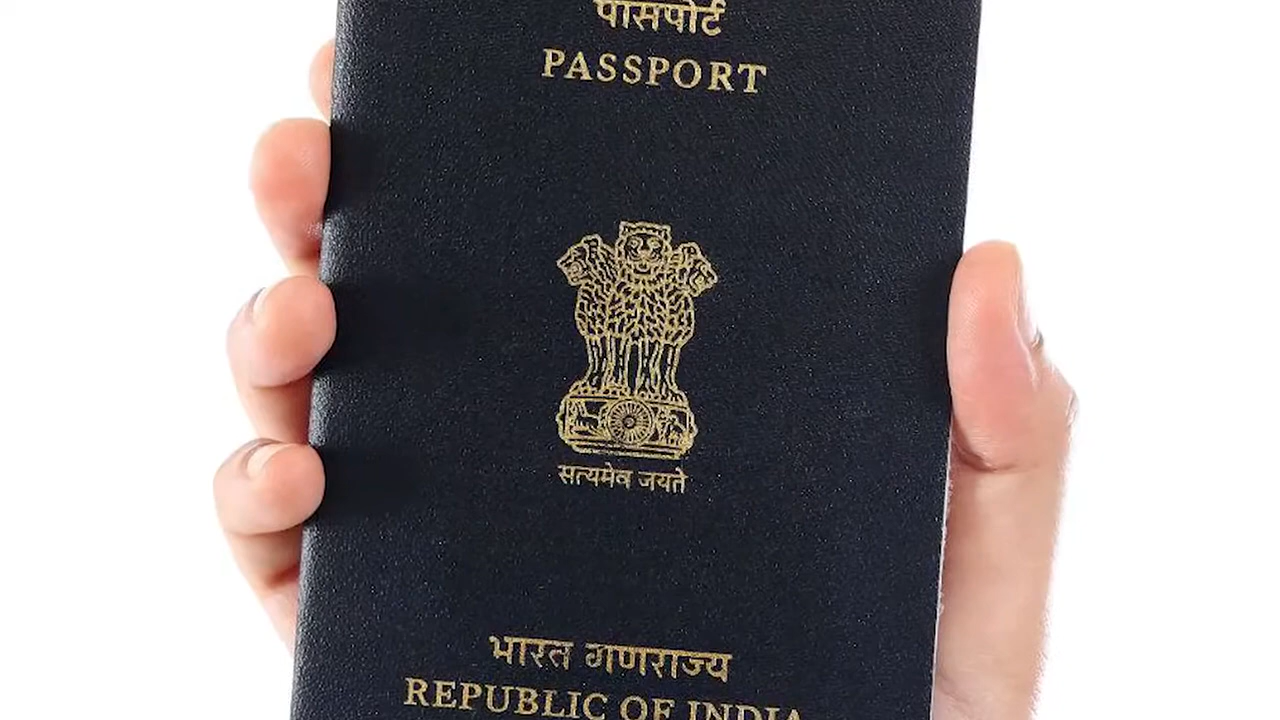 पासपोर्ट
PASSPORT
सत्यमेव जयते
भारत गणराज्य
REPUBLIC OF INDIA